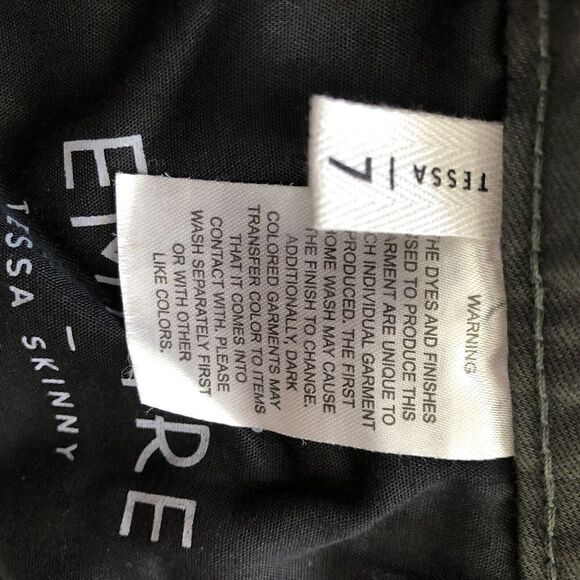 TESSA | 7
WARNING
HE DYES AND FINISHES
SED TO PRODUCE THIS
ARMENT ARE UNIQUE TO
CH INDIVIDUAL GARMENT
RODUCED. THE FIRST
OME WASH MAY CAUSE
THE FINISH TO CHANGE.
ADDITIONALLY, DARK
COLORED GARMENTS MAY
TRANSFER COLOR TO ITEMS
THAT IT COMES INTO
CONTACT WITH. PLEASE
WASH SEPARATELY FIRST
OR WITH OTHER
LIKE COLORS.
TESSA SKINNY